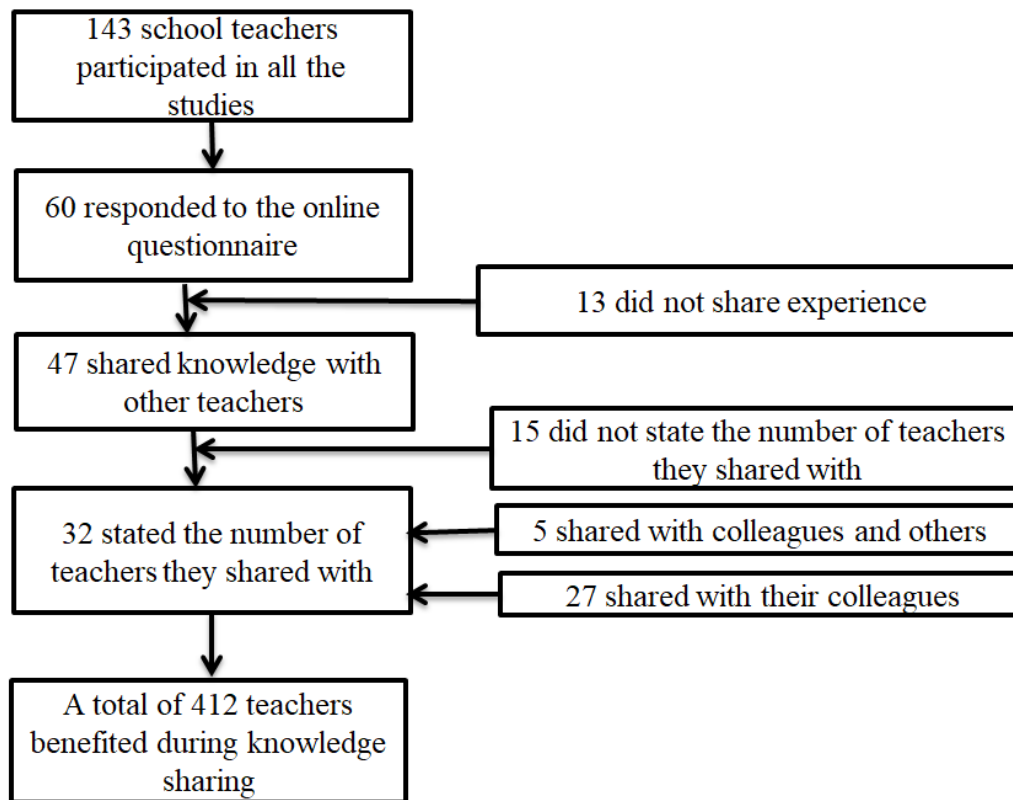 143 school teachers
participated in all the
studies
60 responded to the online
questionnaire
13 did not share experience
47 shared knowledge with
other teachers
15 did not state the number of teachers
they shared with
32 stated the number of
teachers they shared with
5 shared with colleagues and others
27 shared with their colleagues
A total of 412 teachers
benefited during knowledge
sharing